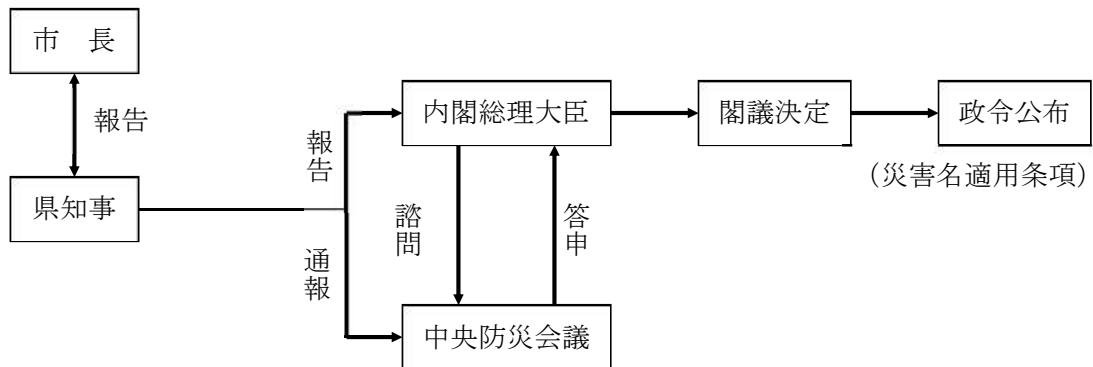 市 長
報告
県知事
報告
通報
内閣総理大臣
諮問
答申
中央防災会議
閣議決定
政令公布
(災害名適用条項)